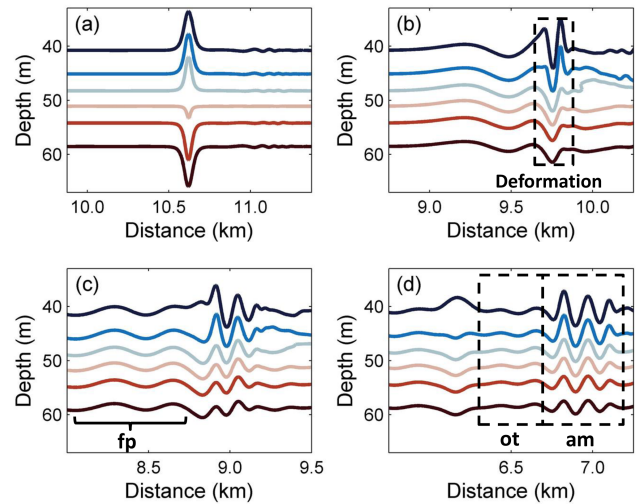 (a)
40
50
60
Depth (m)
10.0 10.5 11.0
Distance (km)
(b)
40
50
60
Depth (m)
Deformation
9.0 9.5 10.0
Distance (km)
(c)
40
50
60
Depth (m)
fp
8.5 9.0 9.5
Distance (km)
(d)
40
50
60
Depth (m)
ot am
6.6 7.0
Distance (km)